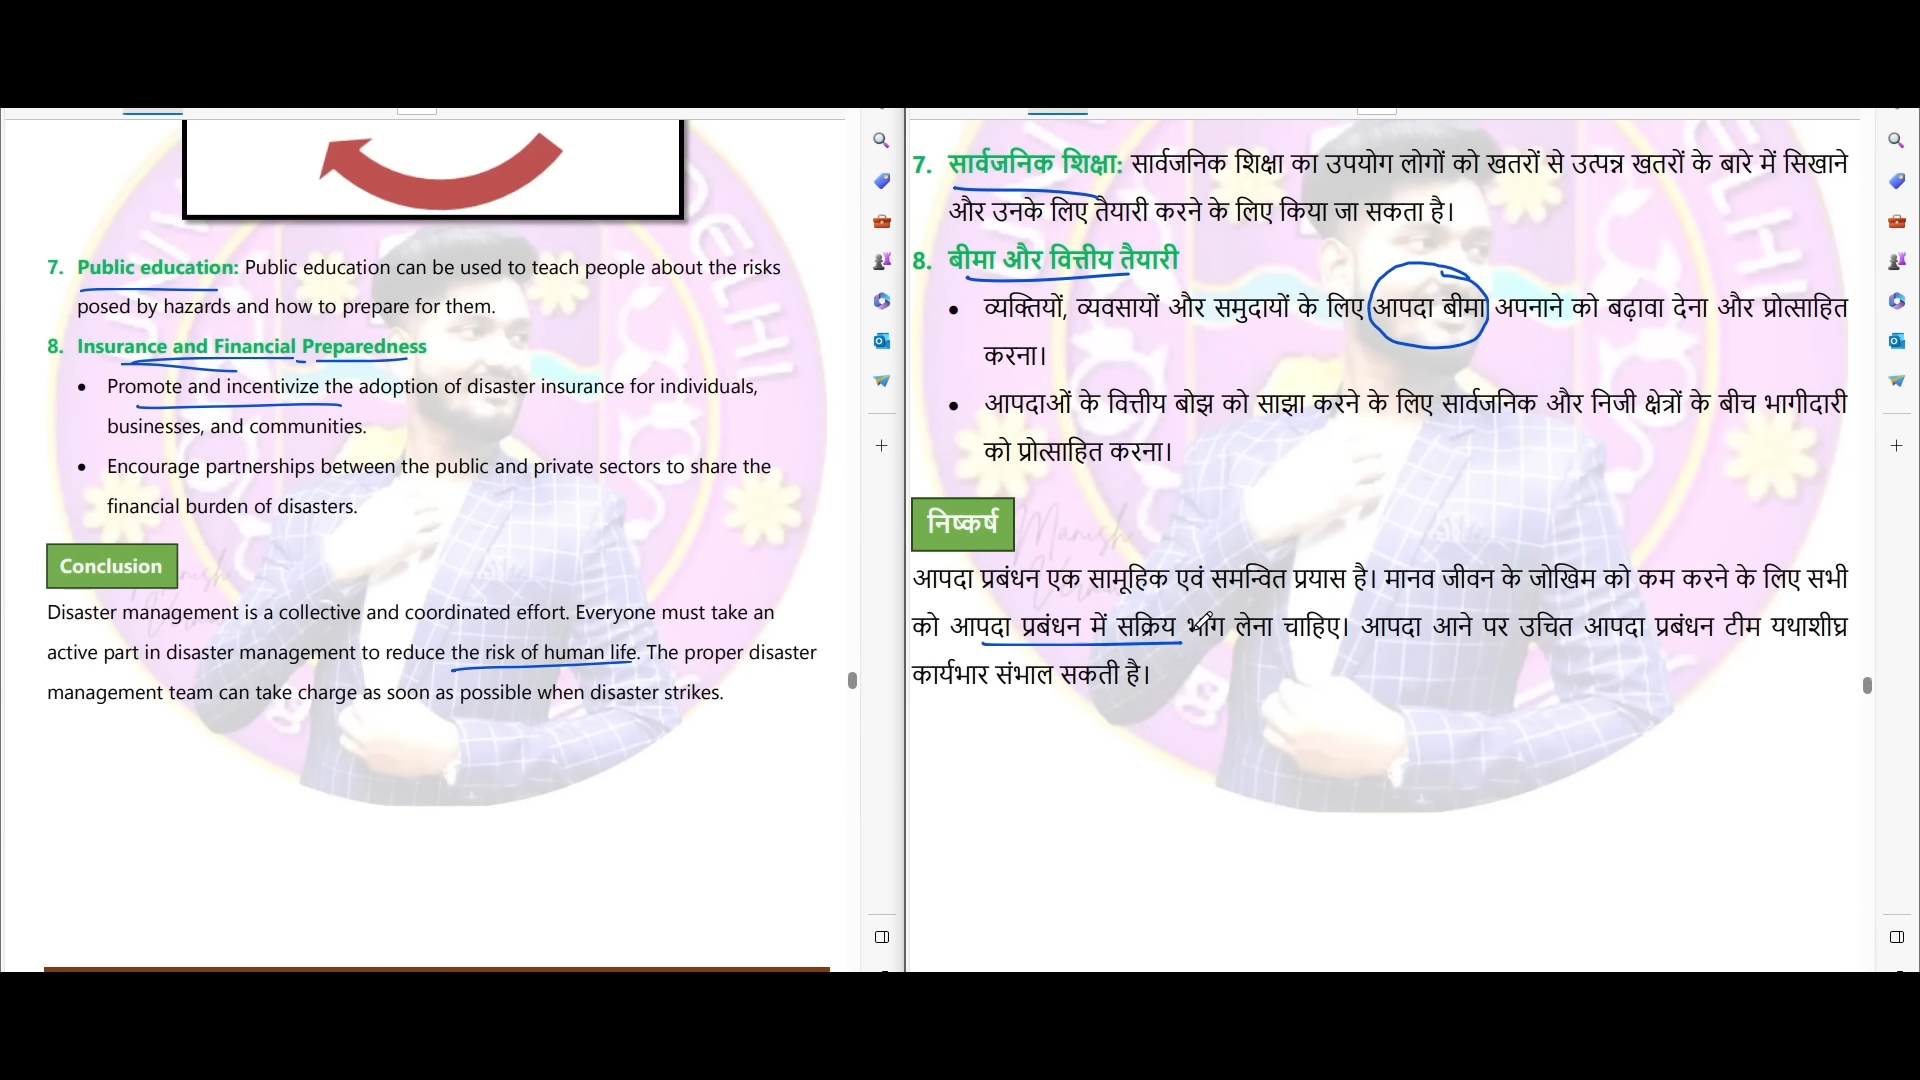 7. Public education: Public education can be used to teach people about the risks
posed by hazards and how to prepare for them.
8. Insurance and Financial Preparedness
• Promote and incentivize the adoption of disaster insurance for individuals,
businesses, and communities.
• Encourage partnerships between the public and private sectors to share the
financial burden of disasters.
Conclusion
Disaster management is a collective and coordinated effort. Everyone must take an
active part in disaster management to reduce the risk of human life. The proper disaster
management team can take charge as soon as possible when disaster strikes.
7. सार्वजनिक शिक्षा: सार्वजनिक शिक्षा का उपयोग लोगों को खतरों से उत्पन्न खतरों के बारे में सिखाने
और उनके लिए तैयारी करने के लिए किया जा सकता है।
8. बीमा और वित्तीय तैयारी
• व्यक्तियों, व्यवसायों और समुदायों के लिए आपदा बीमा अपनाने को बढ़ावा देना और प्रोत्साहित
करना।
• आपदाओं के वित्तीय बोझ को साझा करने के लिए सार्वजनिक और निजी क्षेत्रों के बीच भागीदारी
को प्रोत्साहित करना।
निष्कर्ष
आपदा प्रबंधन एक सामूहिक एवं समन्वित प्रयास है। मानव जीवन के जोखिम को कम करने के लिए सभी
को आपदा प्रबंधन में सक्रिय भाग लेना चाहिए। आपदा आने पर उचित आपदा प्रबंधन टीम यथाशीघ्र
कार्यभार संभाल सकती है।